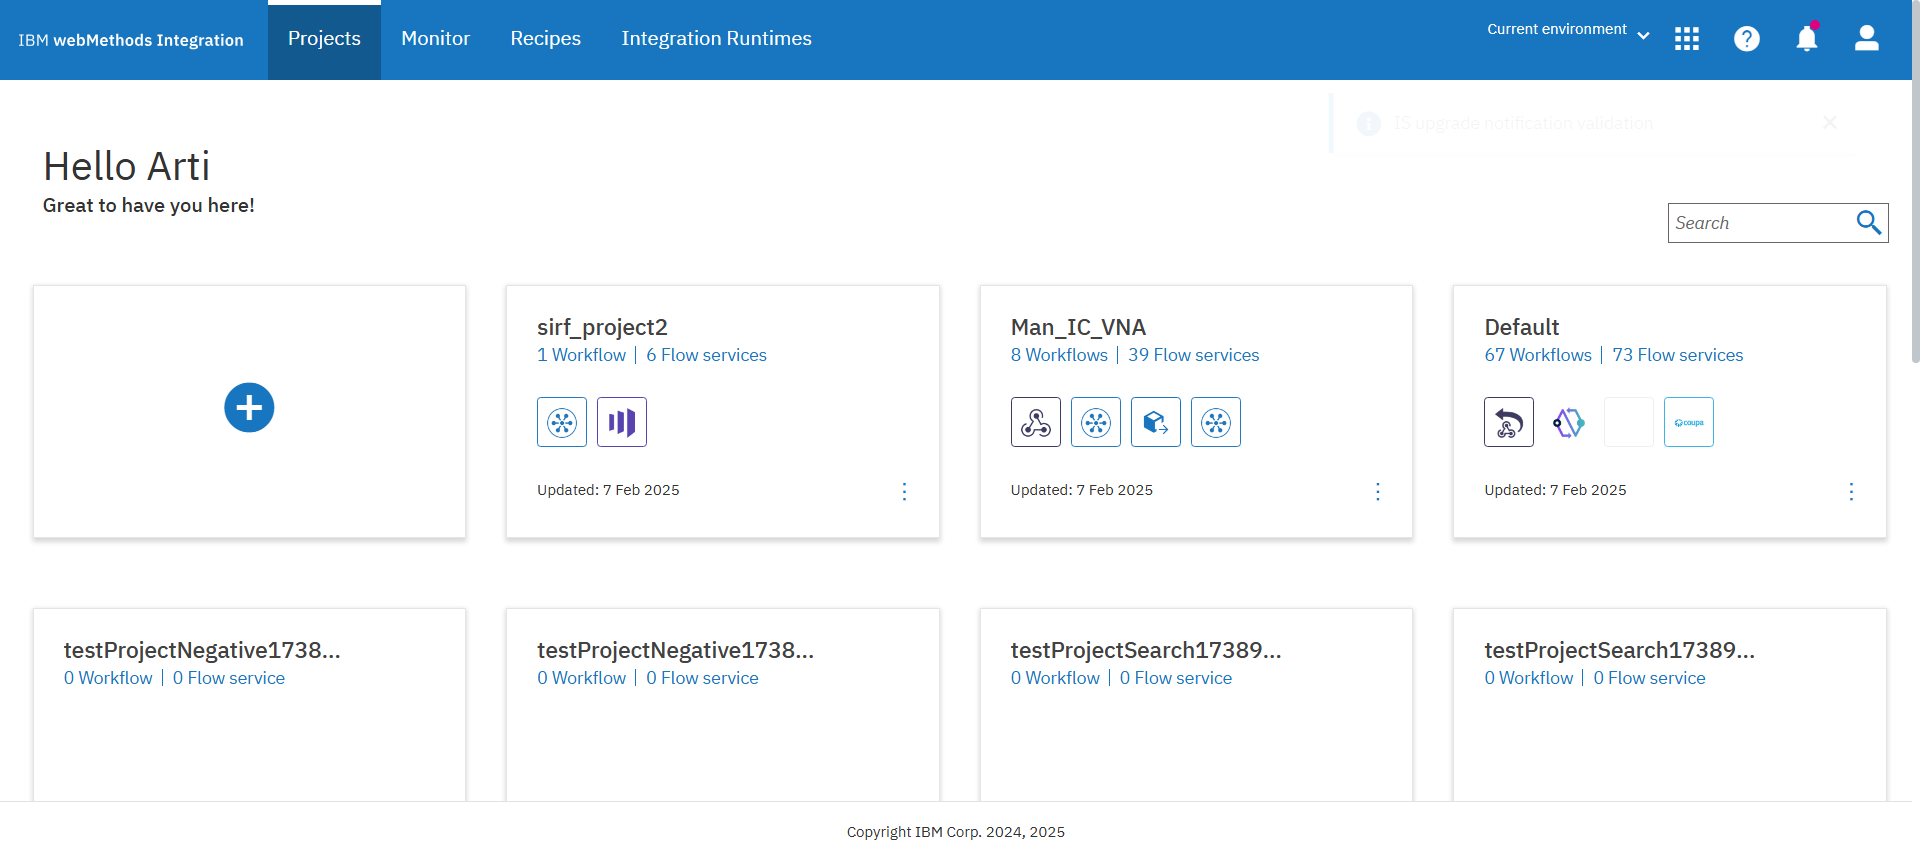 IBM webMethods Integration
Projects
Monitor
Recipes
Integration Runtimes
Current environment
IS upgrade notification validation
Hello Arti
Great to have you here!
Search
sirf_project2
1 Workflow | 6 Flow services
Updated: 7 Feb 2025
Man_IC_VNA
8 Workflows | 39 Flow services
Updated: 7 Feb 2025
Default
67 Workflows | 73 Flow services
coupa
Updated: 7 Feb 2025
testProjectNegative1738...
0 Workflow | 0 Flow service
testProjectNegative1738...
0 Workflow | 0 Flow service
testProjectSearch17389...
0 Workflow | 0 Flow service
testProjectSearch17389...
0 Workflow | 0 Flow service
Copyright IBM Corp. 2024, 2025